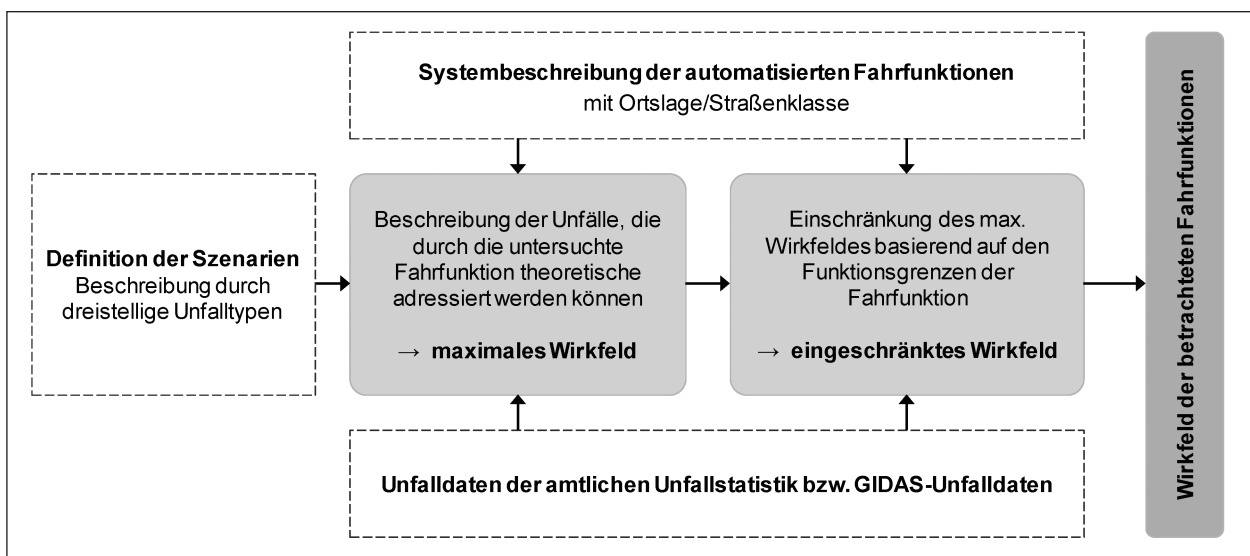 Systembeschreibung der automatisierten Fahrfunktionen
mit Ortslage/Straßenklasse
Definition der Szenarien
Beschreibung durch
dreistellige Unfalltypen
Beschreibung der Unfälle, die
durch die untersuchte
Fahrfunktion theoretische
adressiert werden können
→ maximales Wirkfeld
Einschränkung des max.
Wirkfeldes basierend auf den
Funktionsgrenzen der
Fahrfunktion
→ eingeschränktes Wirkfeld
Unfalldaten der amtlichen Unfallstatistik bzw. GIDAS-Unfalldaten
Wirkfeld der betrachteten Fahrfunktionen